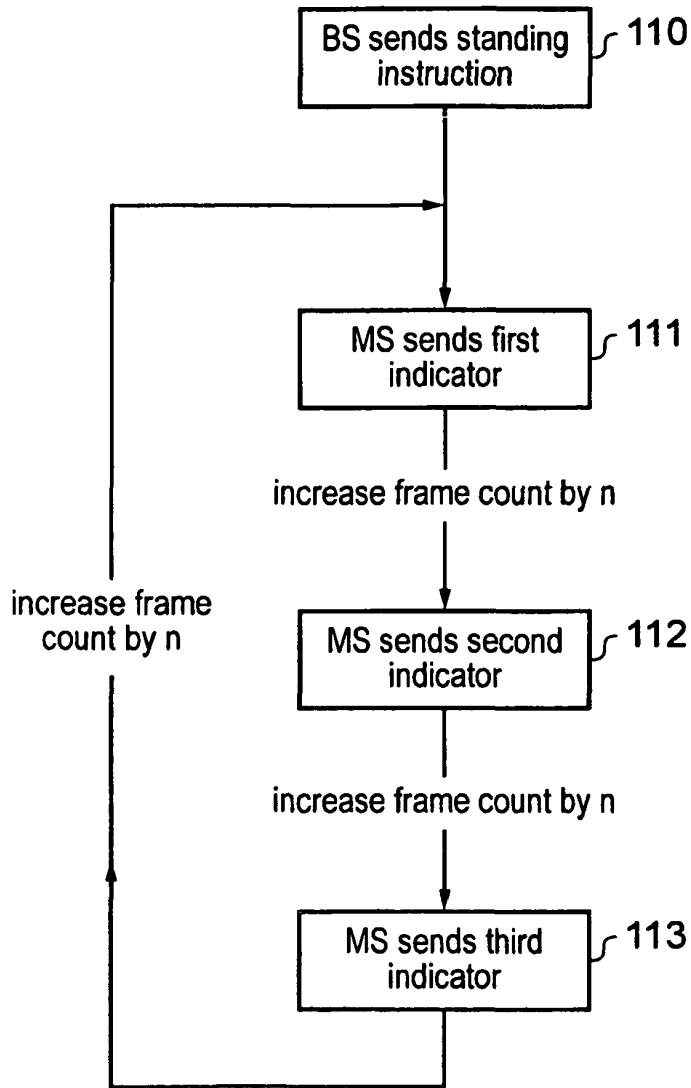 BS sends standing
instruction
110
MS sends first
indicator
111
increase frame count by n
increase frame
count by n
MS sends second
indicator
112
increase frame count by n
MS sends third
indicator
113